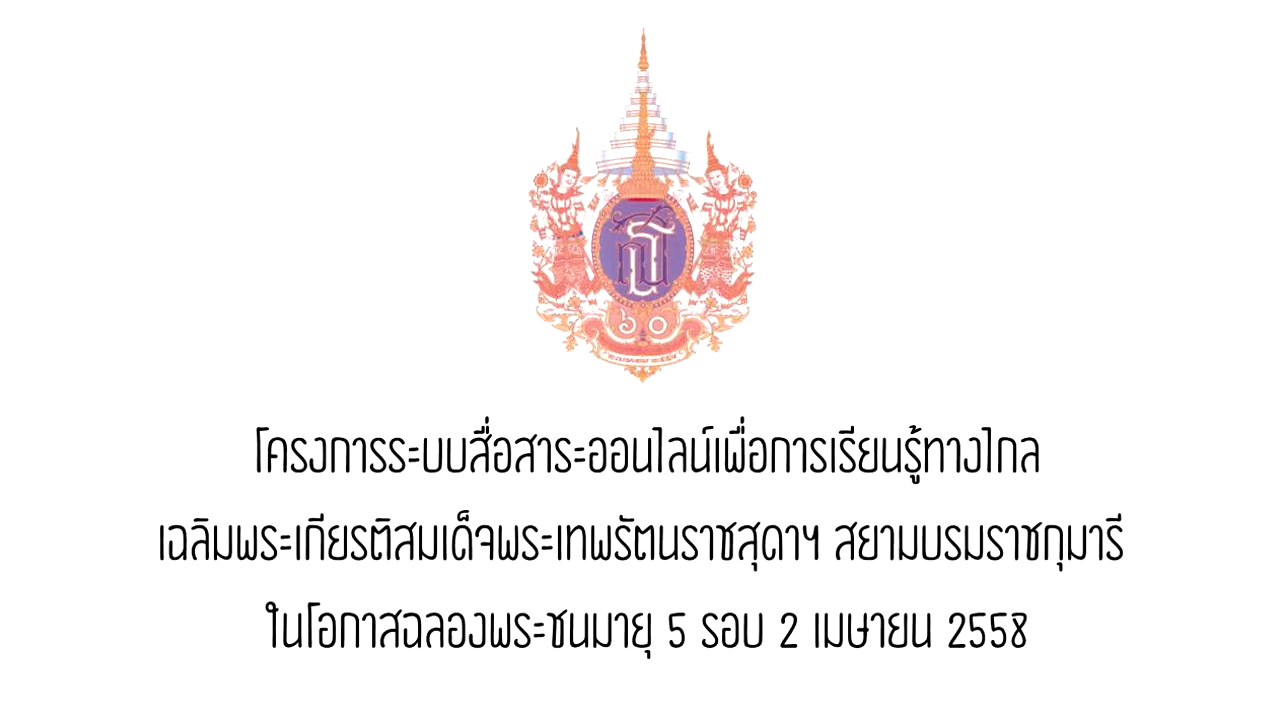 ๖๐
โครงการระบบสื่อสาระออนไลน์เพื่อการเรียนรู้ทางไกล
เฉลิมพระเกียรติสมเด็จพระเทพรัตนราชสุดาฯ สยามบรมราชกุมารี
ในโอกาสฉลองพระชนมายุ 5 รอบ 2 เมษายน 2558